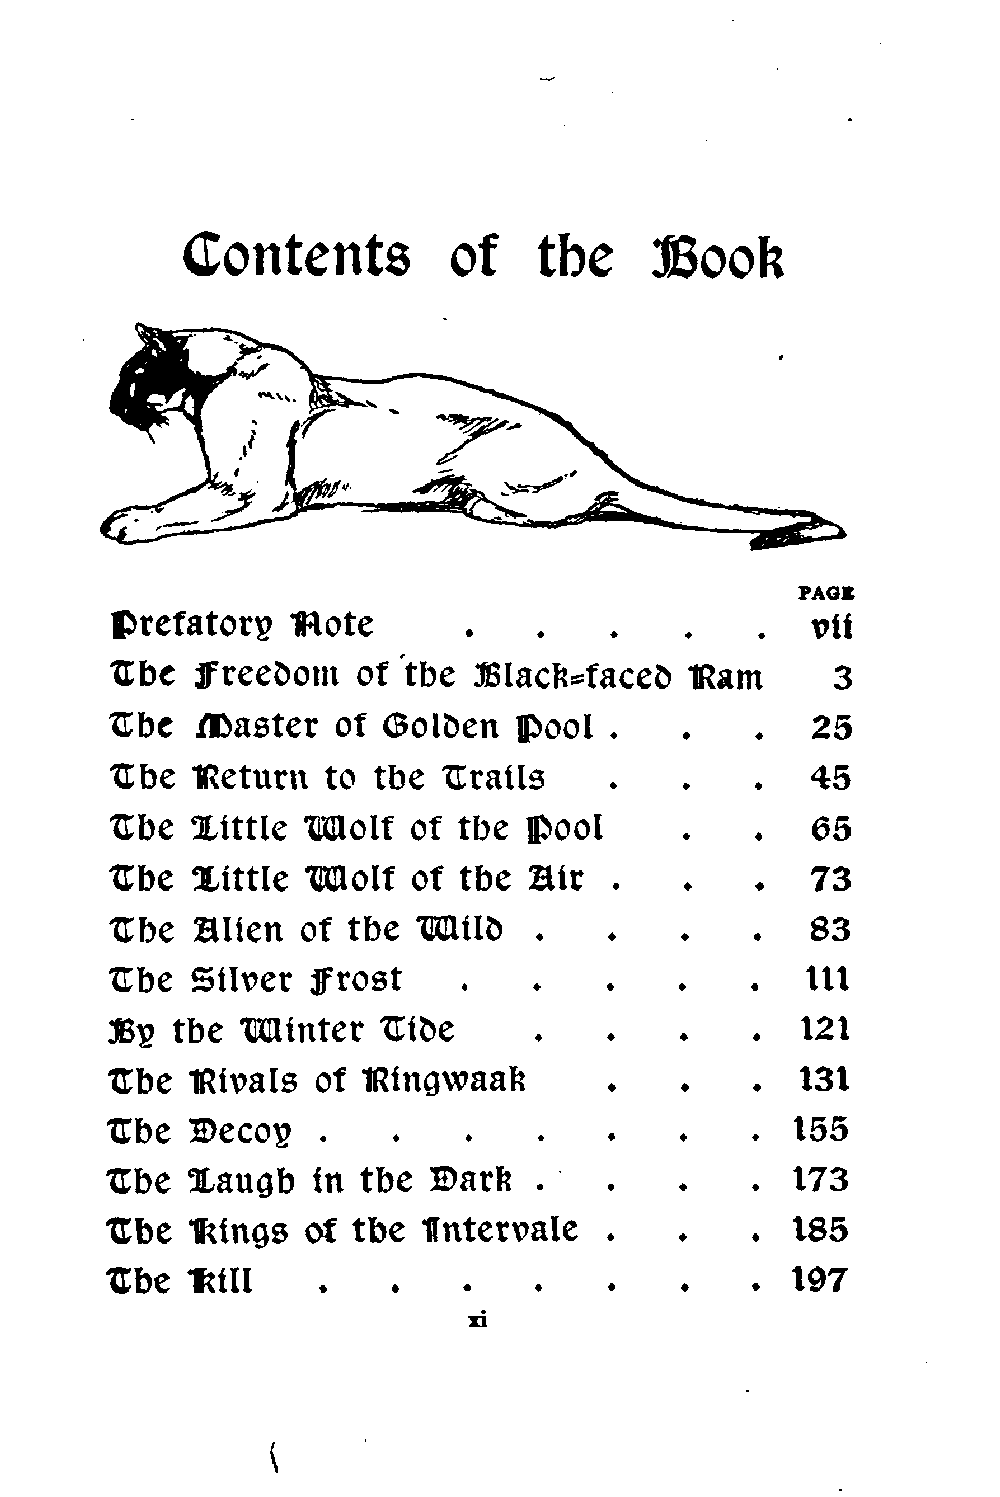 Contents of the Book
PAGE
Prefatory Note . . . . . vii
The Freedom of the Black-faced Ram 3
The Master of Golden Pool . . . 25
The Return to the Trails . . . 45
The Little Wolf of the Pool . . 65
The Little Wolf of the Air . . . 73
The Alien of the Wild . . . . 83
The Silver Frost . . . . . 111
By the Winter Tide . . . . 121
The Rivals of Ringwaak . . . 131
The Decoy . . . . . . . 155
The Laugh in the Dark . . . . 173
The Kings of the Intervale . . . 185
The Kill . . . . . . . 197
xi